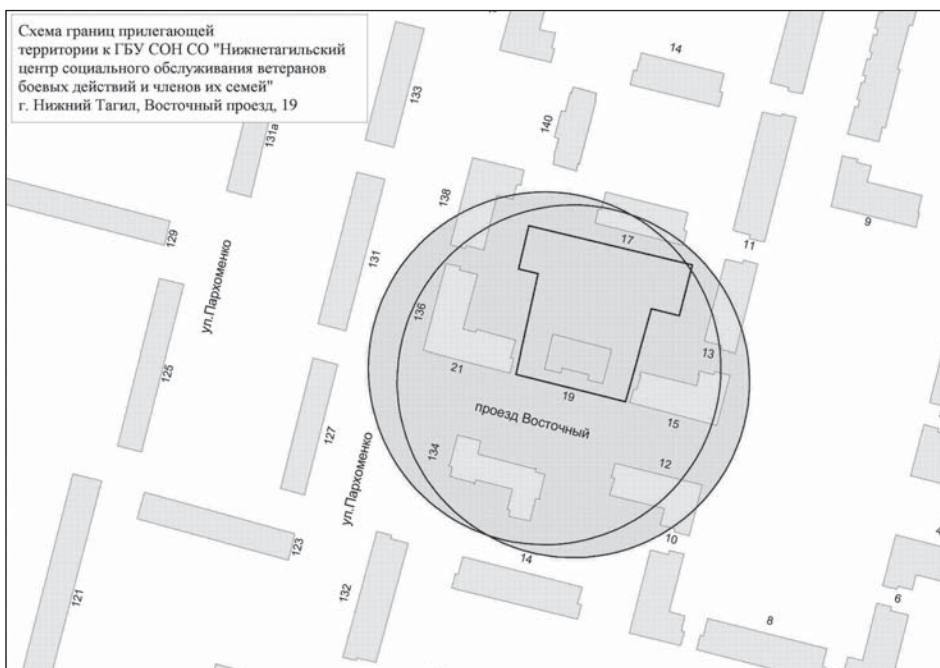 Схема границ прилегающей
территории к ГБУ СОН СО "Нижнетагильский
центр социального обслуживания ветеранов
боевых действий и членов их семей"
г. Нижний Тагил, Восточный проезд, 19
14
133
131а
140
138
9
11
17
129
131
ул.Пархоменко
136
13
125
21
19
15
проезд Восточный
127
134
12
ул.Пархоменко
123
10
14
132
121
6
8
4